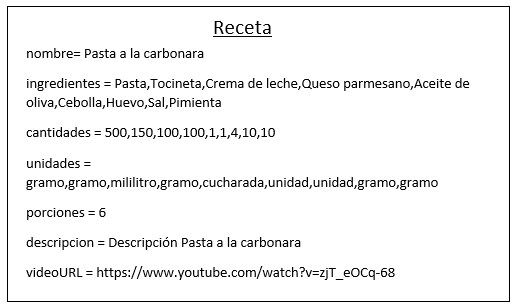 Receta
nombre= Pasta a la carbonara
ingredientes = Pasta,Tocineta,Crema de leche,Queso parmesano,Aceite de
oliva,Cebolla,Huevo,Sal,Pimienta
cantidades = 500,150,100,100,1,1,4,10,10
unidades =
gramo,gramo,mililitro,gramo,cucharada,unidad,unidad,gramo,gramo
porciones = 6
descripcion = Descripción Pasta a la carbonara
videoURL = https://www.youtube.com/watch?v=zjT_eOCq-68